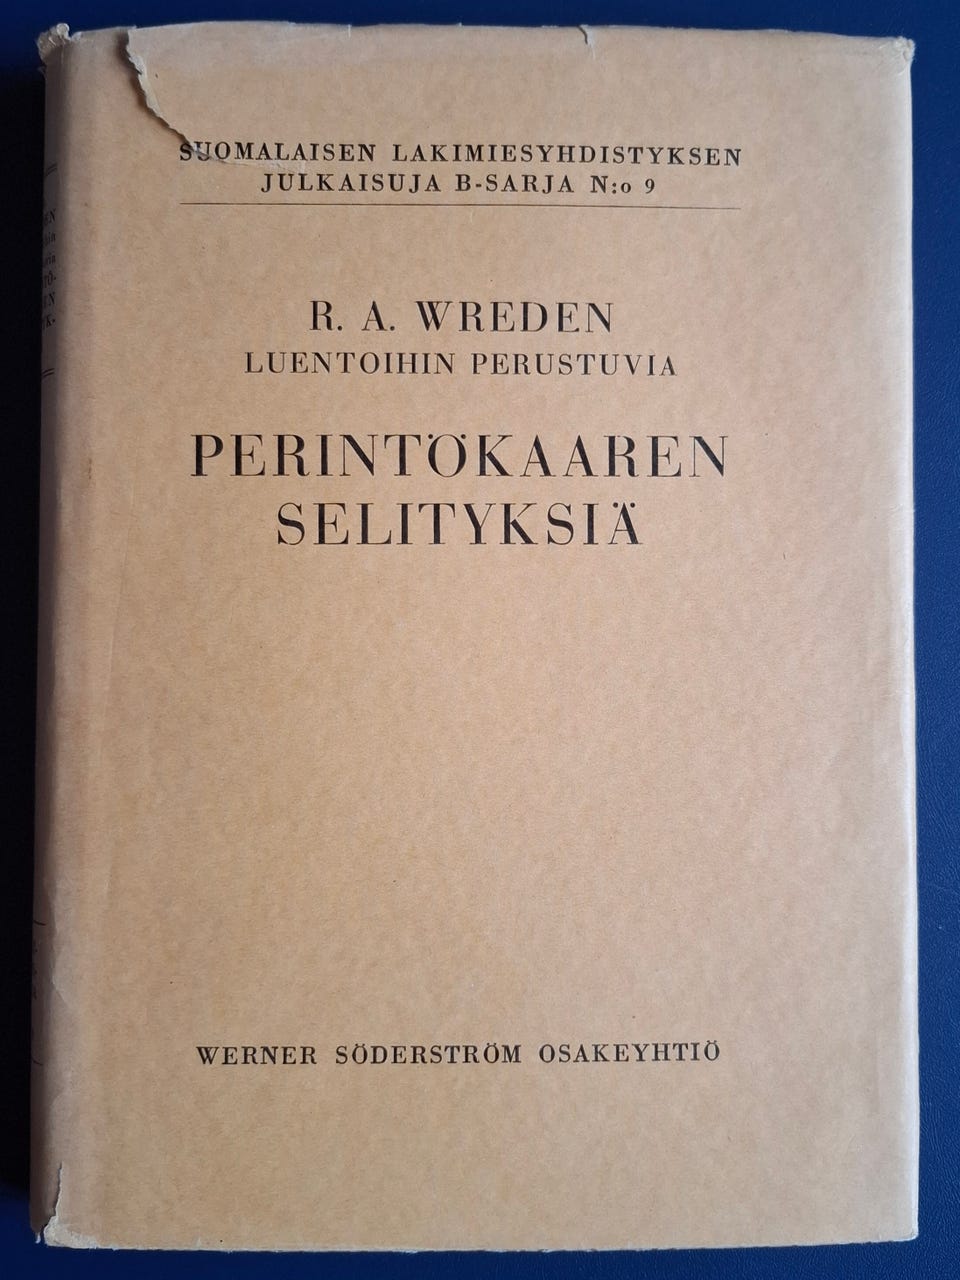 SUOMALAISEN LAKIMIESYHDISTYKSEN
JULKAISUJA B-SARJA N:o 9
R. A. WREDEN
LUENTOIHIN PERUSTUVIA
PERINTÖKAAREN
SELITYKSIÄ
WERNER SÖDERSTRÖM OSAKEYHTIÖ